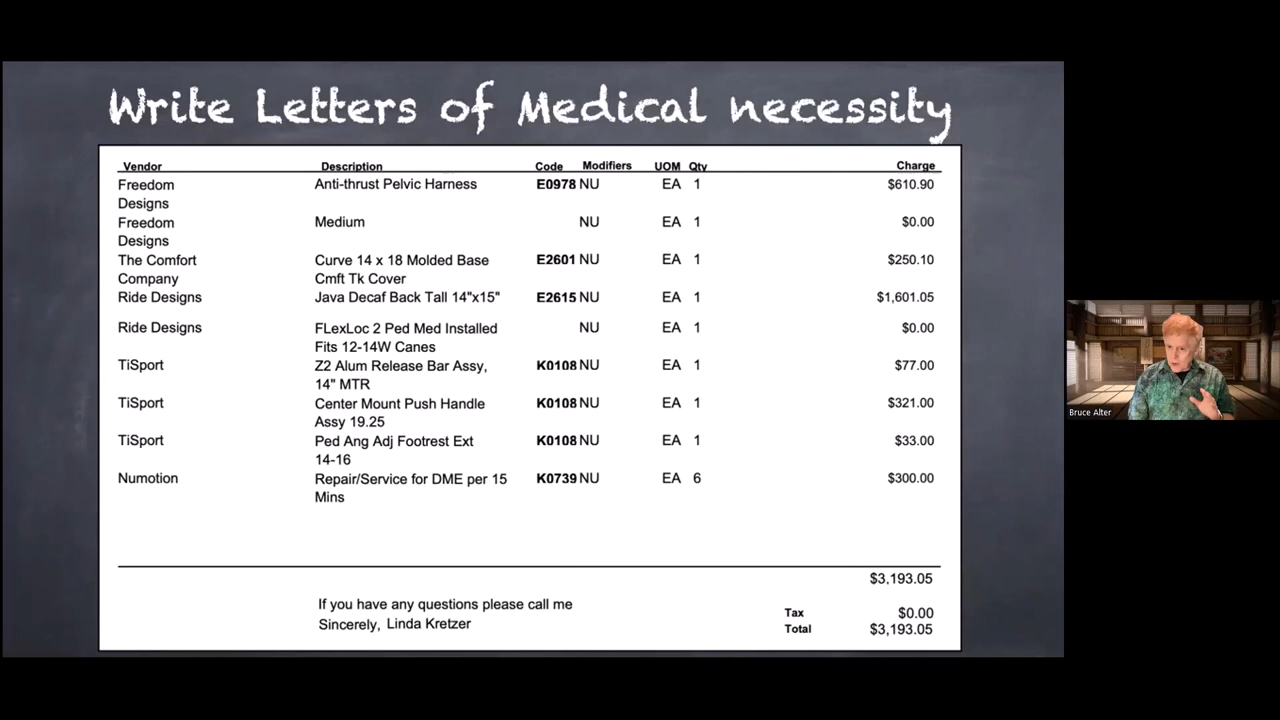 Write Letters of Medical necessity
Vendor Description Code Modifiers UOM Qty Charge
Freedom Designs Anti-thrust Pelvic Harness E0978 NU EA 1 $610.90
Freedom Designs Medium NU EA 1 $0.00
The Comfort Company Curve 14 x 18 Molded Base Cmft Tk Cover E2601 NU EA 1 $250.10
Ride Designs Java Decaf Back Tall 14"x15" E2615 NU EA 1 $1,601.05
Ride Designs FLexLoc 2 Ped Med Installed Fits 12-14W Canes NU EA 1 $0.00
TiSport Z2 Alum Release Bar Assy, 14" MTR K0108 NU EA 1 $77.00
TiSport Center Mount Push Handle Assy 19.25 K0108 NU EA 1 $321.00
TiSport Ped Ang Adj Footrest Ext 14-16 K0108 NU EA 1 $33.00
Numotion Repair/Service for DME per 15 Mins K0739 NU EA 6 $300.00
$3,193.05
If you have any questions please call me
Sincerely, Linda Kretzer
Tax $0.00
Total $3,193.05
Bruce Alter